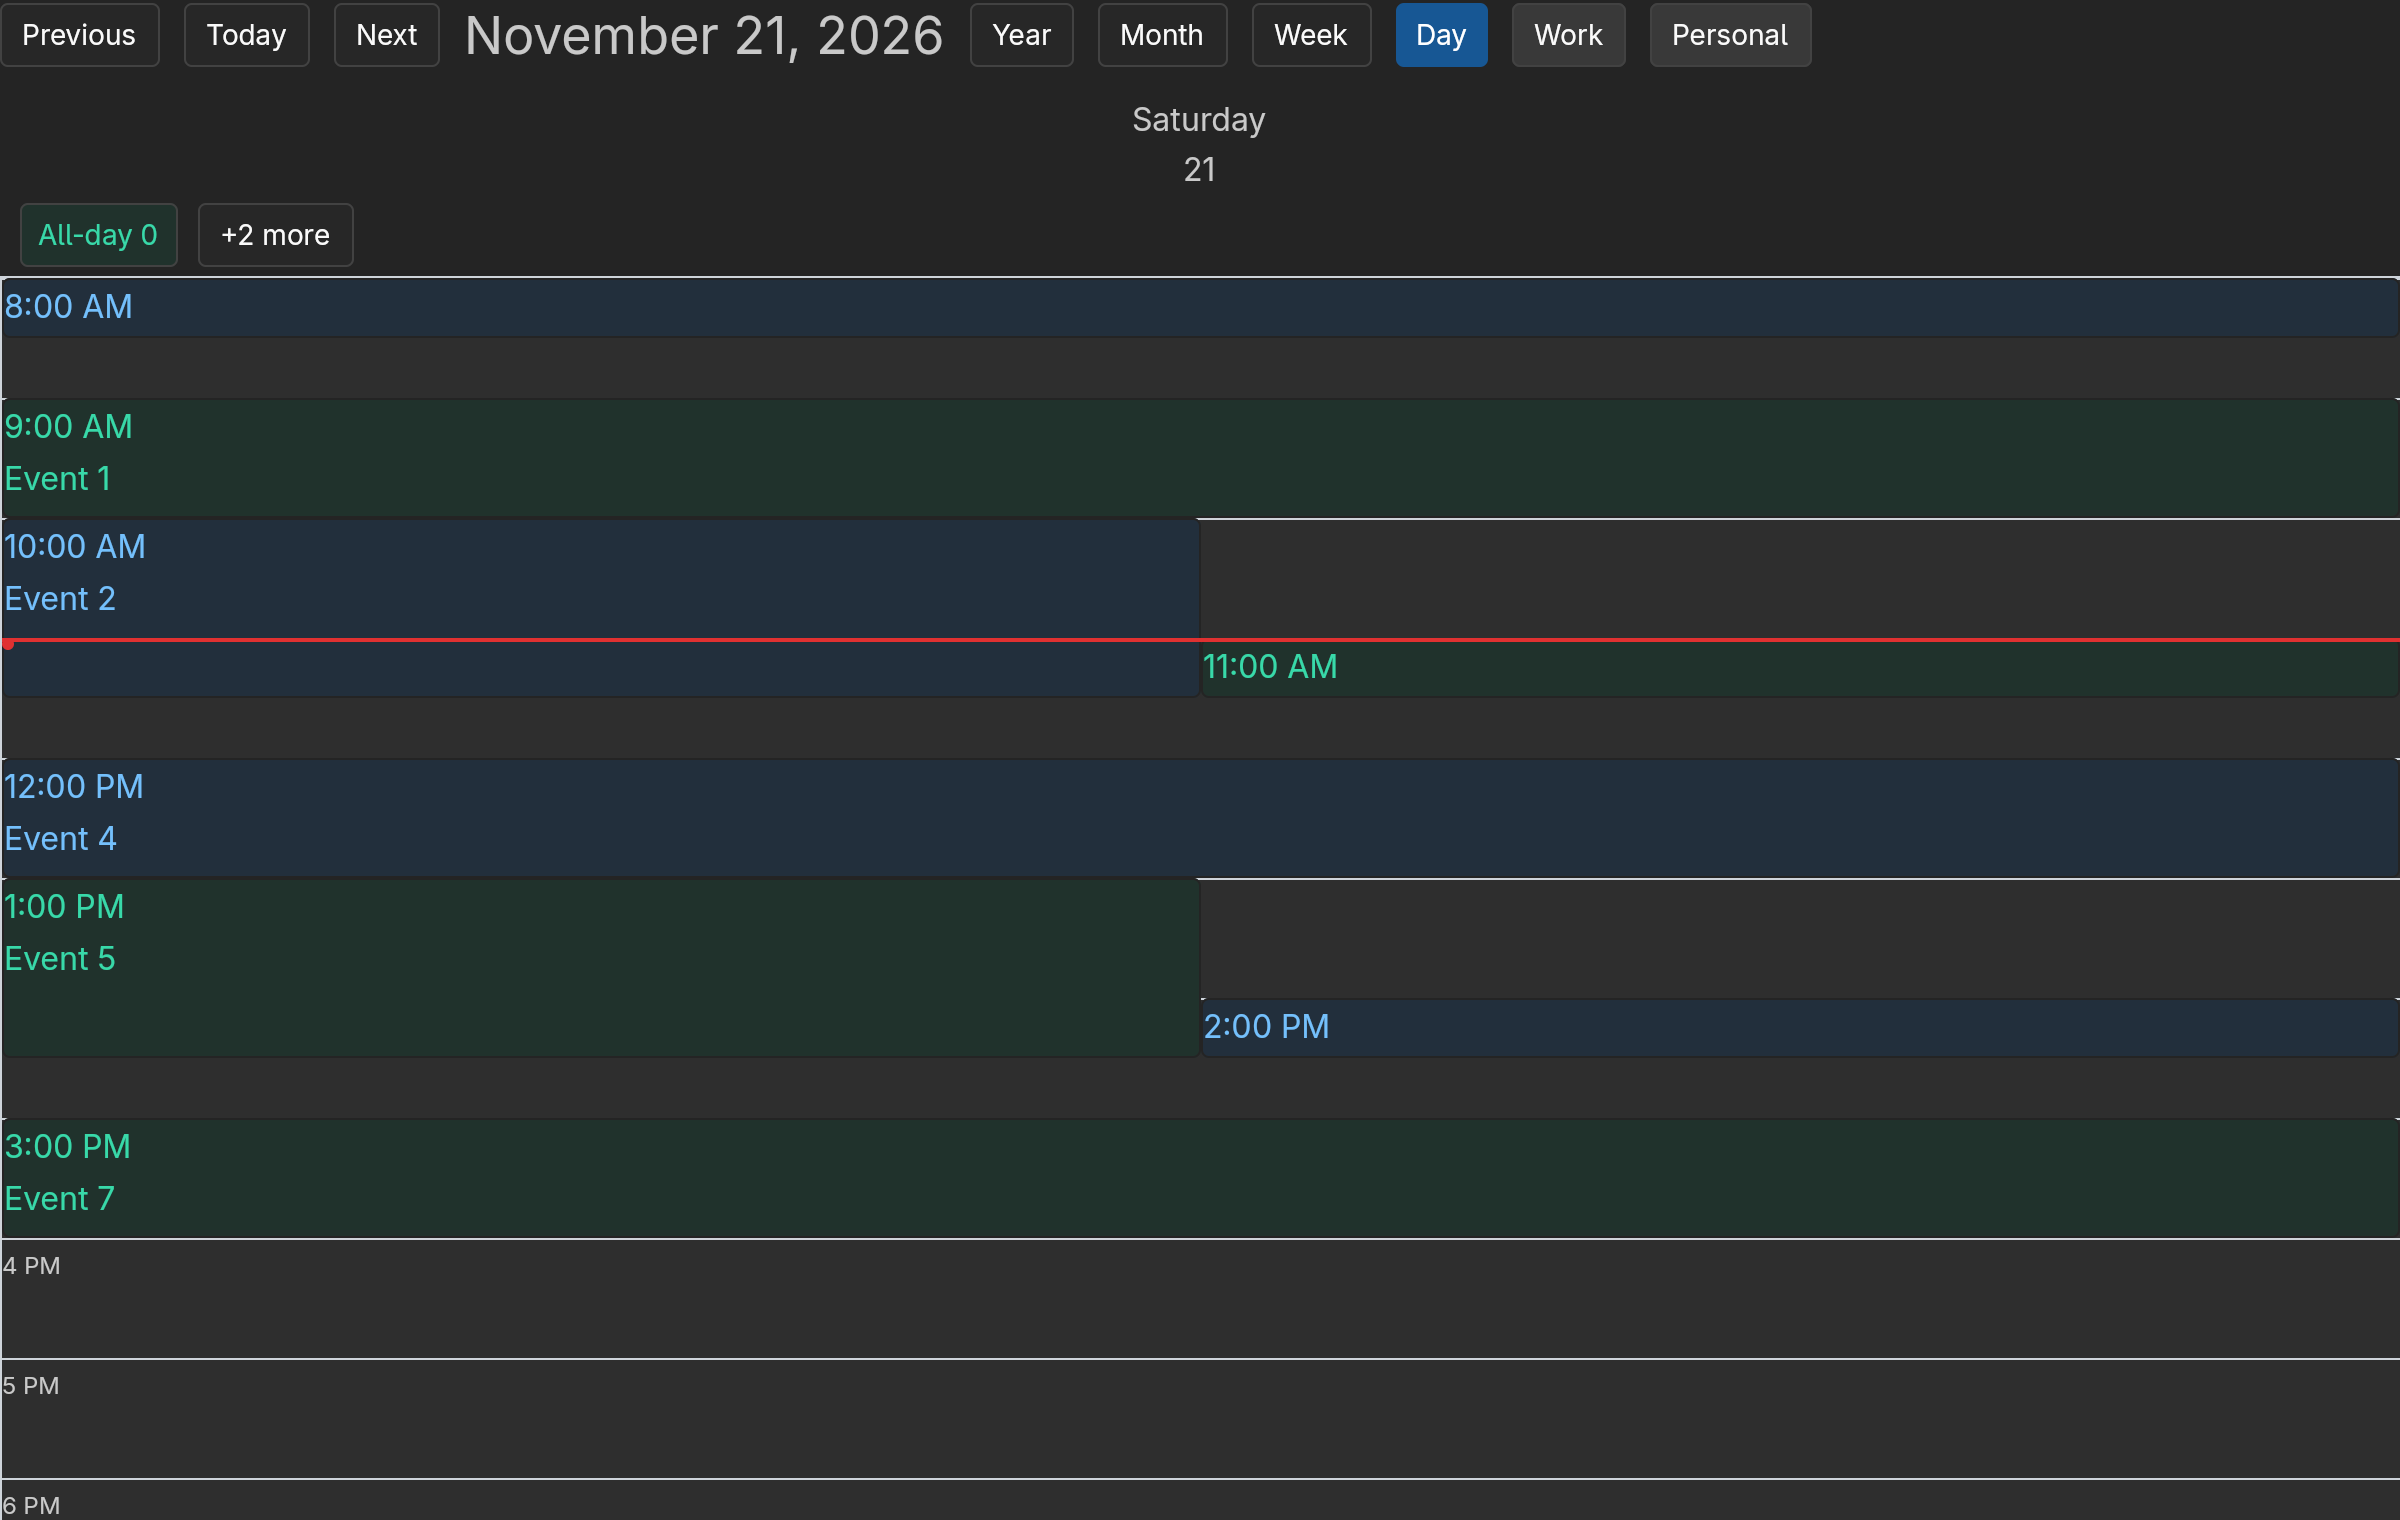 Previous Today Next November 21, 2026 Year Month Week Day Work Personal
Saturday
21
All-day 0 +2 more
8:00 AM
9:00 AM
Event 1
10:00 AM
Event 2
11:00 AM
12:00 PM
Event 4
1:00 PM
Event 5
2:00 PM
3:00 PM
Event 7
4 PM
5 PM
6 PM